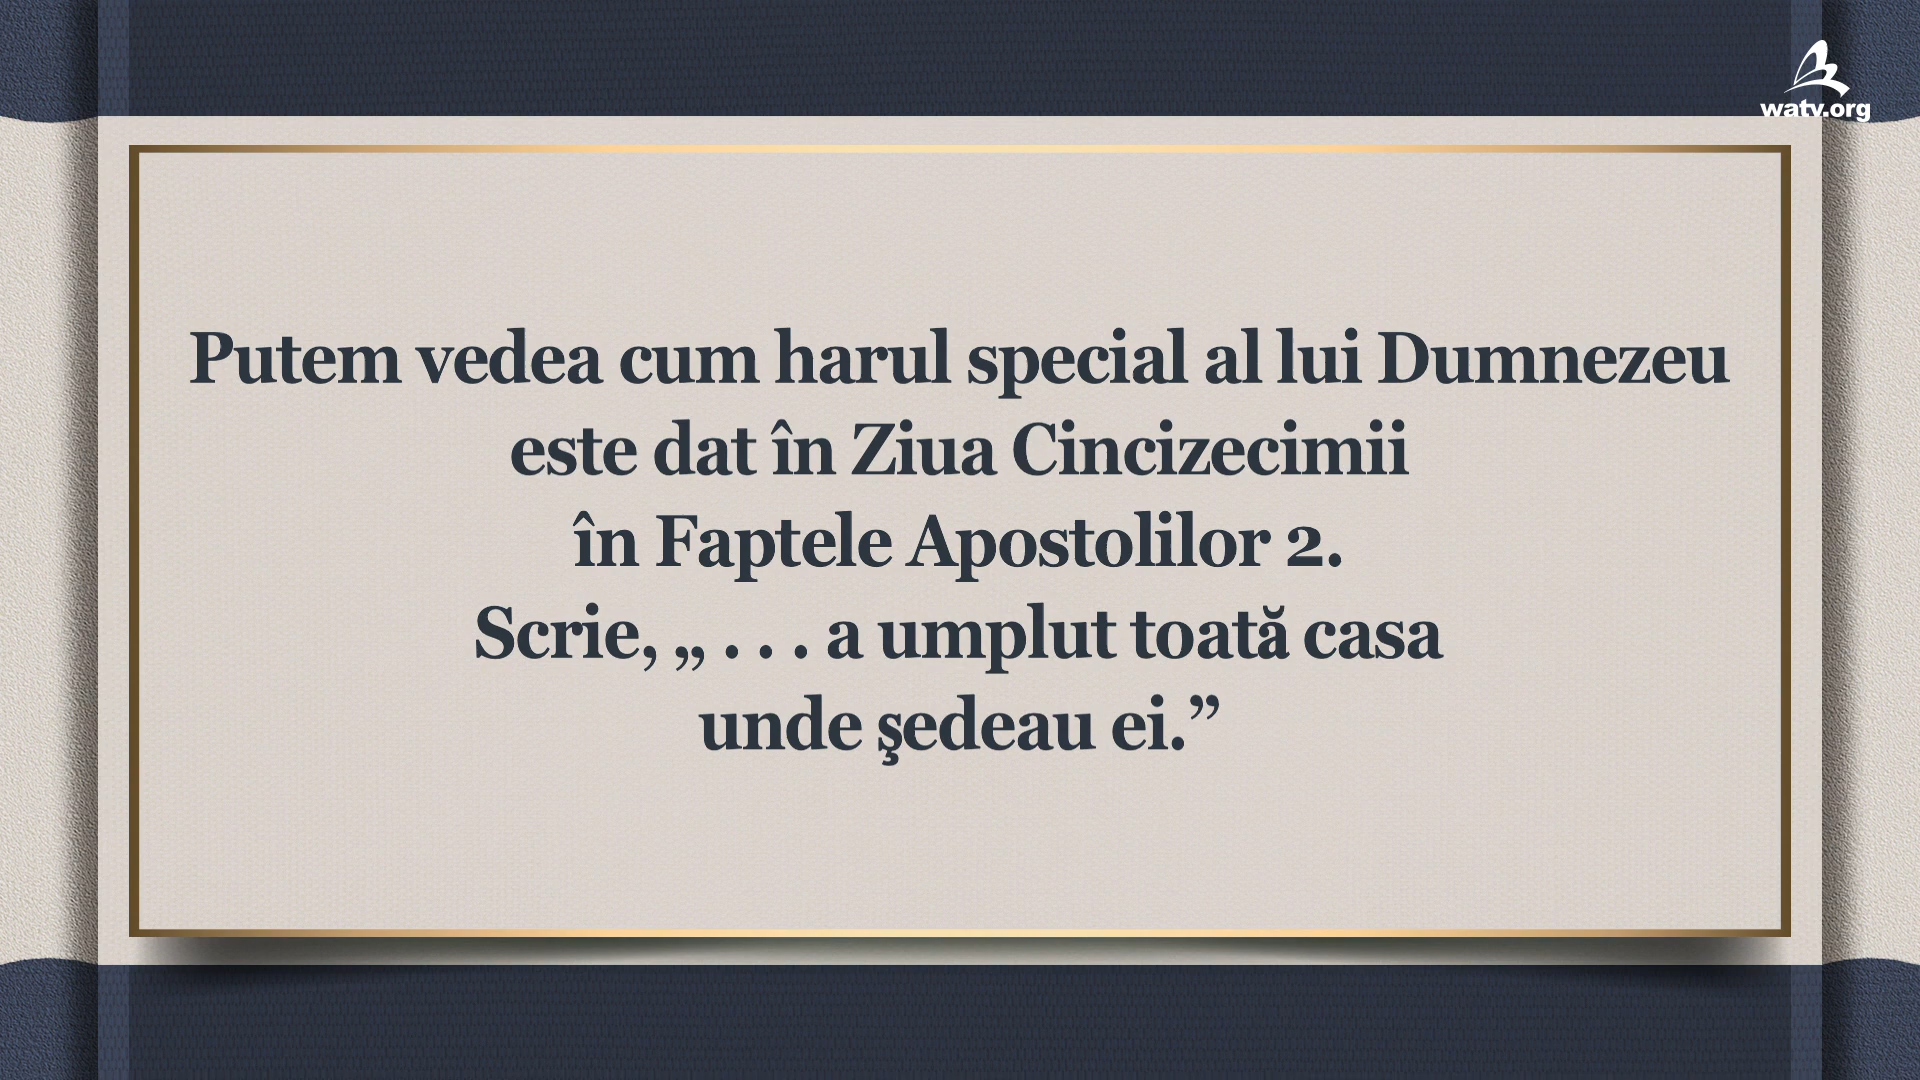 watv.org
Putem vedea cum harul special al lui Dumnezeu
este dat în Ziua Cincizecimii
în Faptele Apostolilor 2.
Scrie, „ . . . a umplut toată casa
unde şedeau ei.”